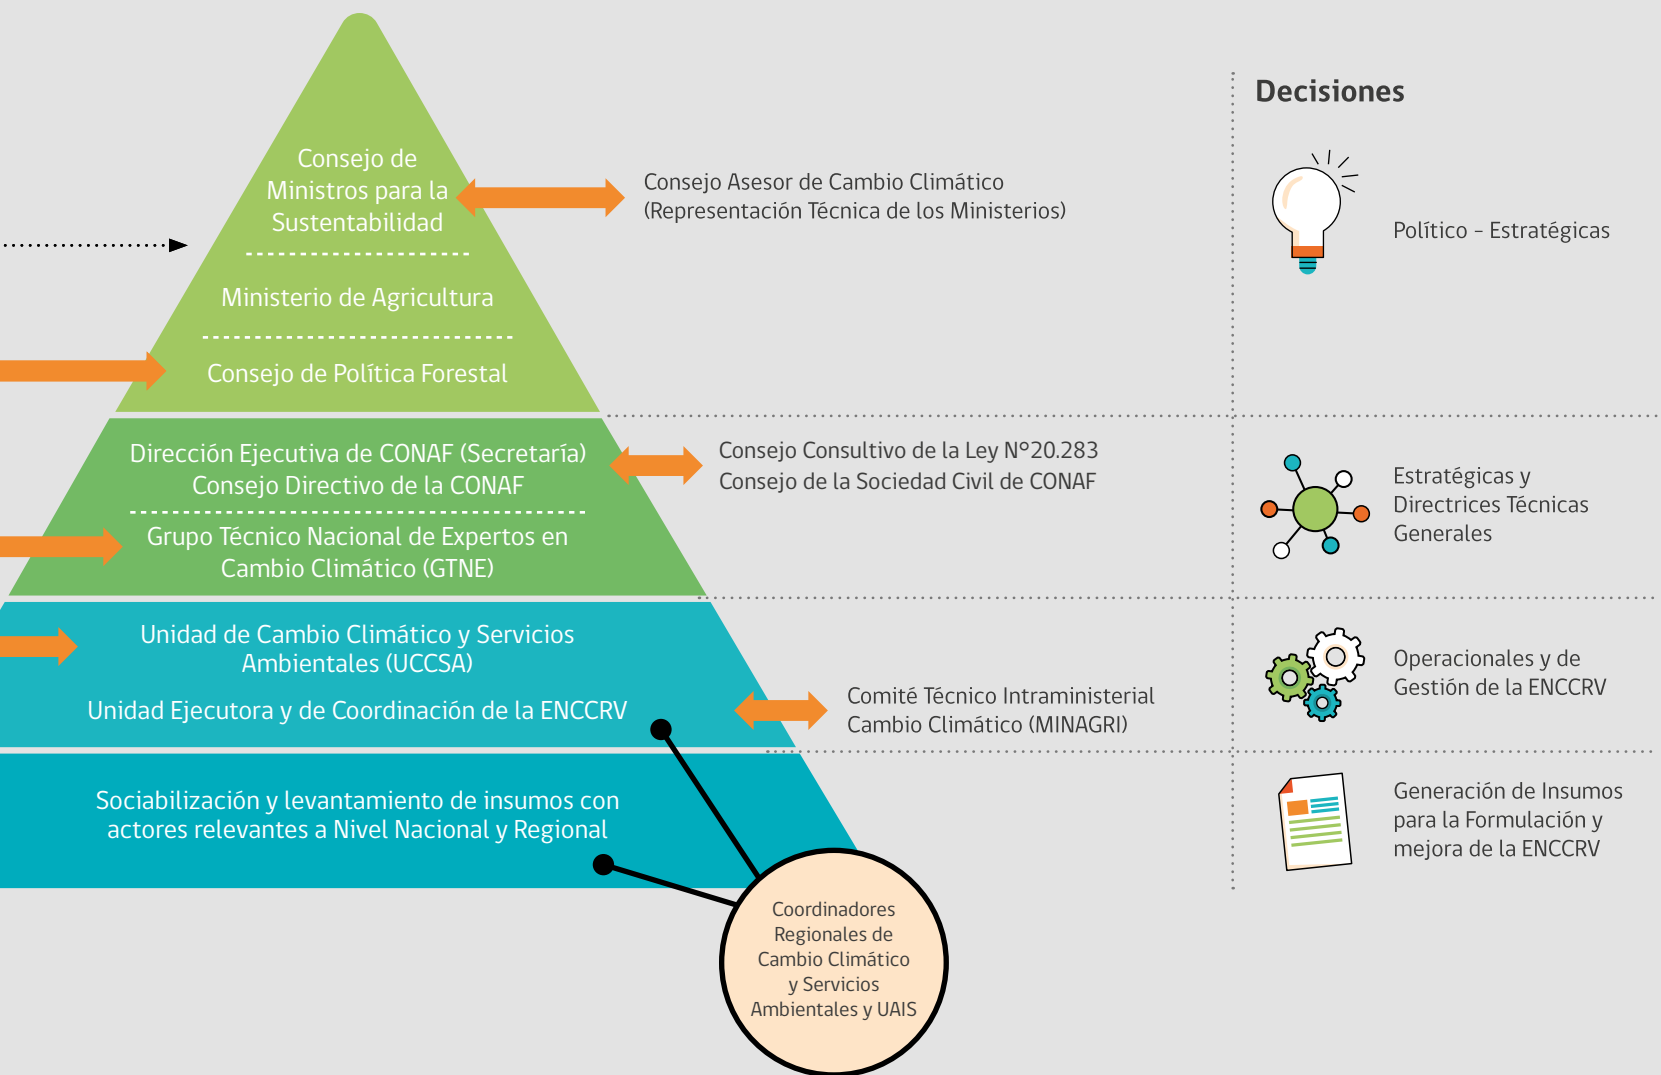 Decisiones
Consejo de
Ministros para la
Sustentabilidad
Ministerio de Agricultura
Consejo de Política Forestal
Consejo Asesor de Cambio Climático
(Representación Técnica de los Ministerios)
Político - Estratégicas
Dirección Ejecutiva de CONAF (Secretaría)
Consejo Directivo de la CONAF
Grupo Técnico Nacional de Expertos en
Cambio Climático (GTNE)
Consejo Consultivo de la Ley Nº20.283
Consejo de la Sociedad Civil de CONAF
Estratégicas y
Directrices Técnicas
Generales
Unidad de Cambio Climático y Servicios
Ambientales (UCCSA)
Unidad Ejecutora y de Coordinación de la ENCCRV
Comité Técnico Intraministerial
Cambio Climático (MINAGRI)
Operacionales y de
Gestión de la ENCCRV
Sociabilización y levantamiento de insumos con
actores relevantes a Nivel Nacional y Regional
Generación de Insumos
para la Formulación y
mejora de la ENCCRV
Coordinadores
Regionales de
Cambio Climático
y Servicios
Ambientales y UAIS